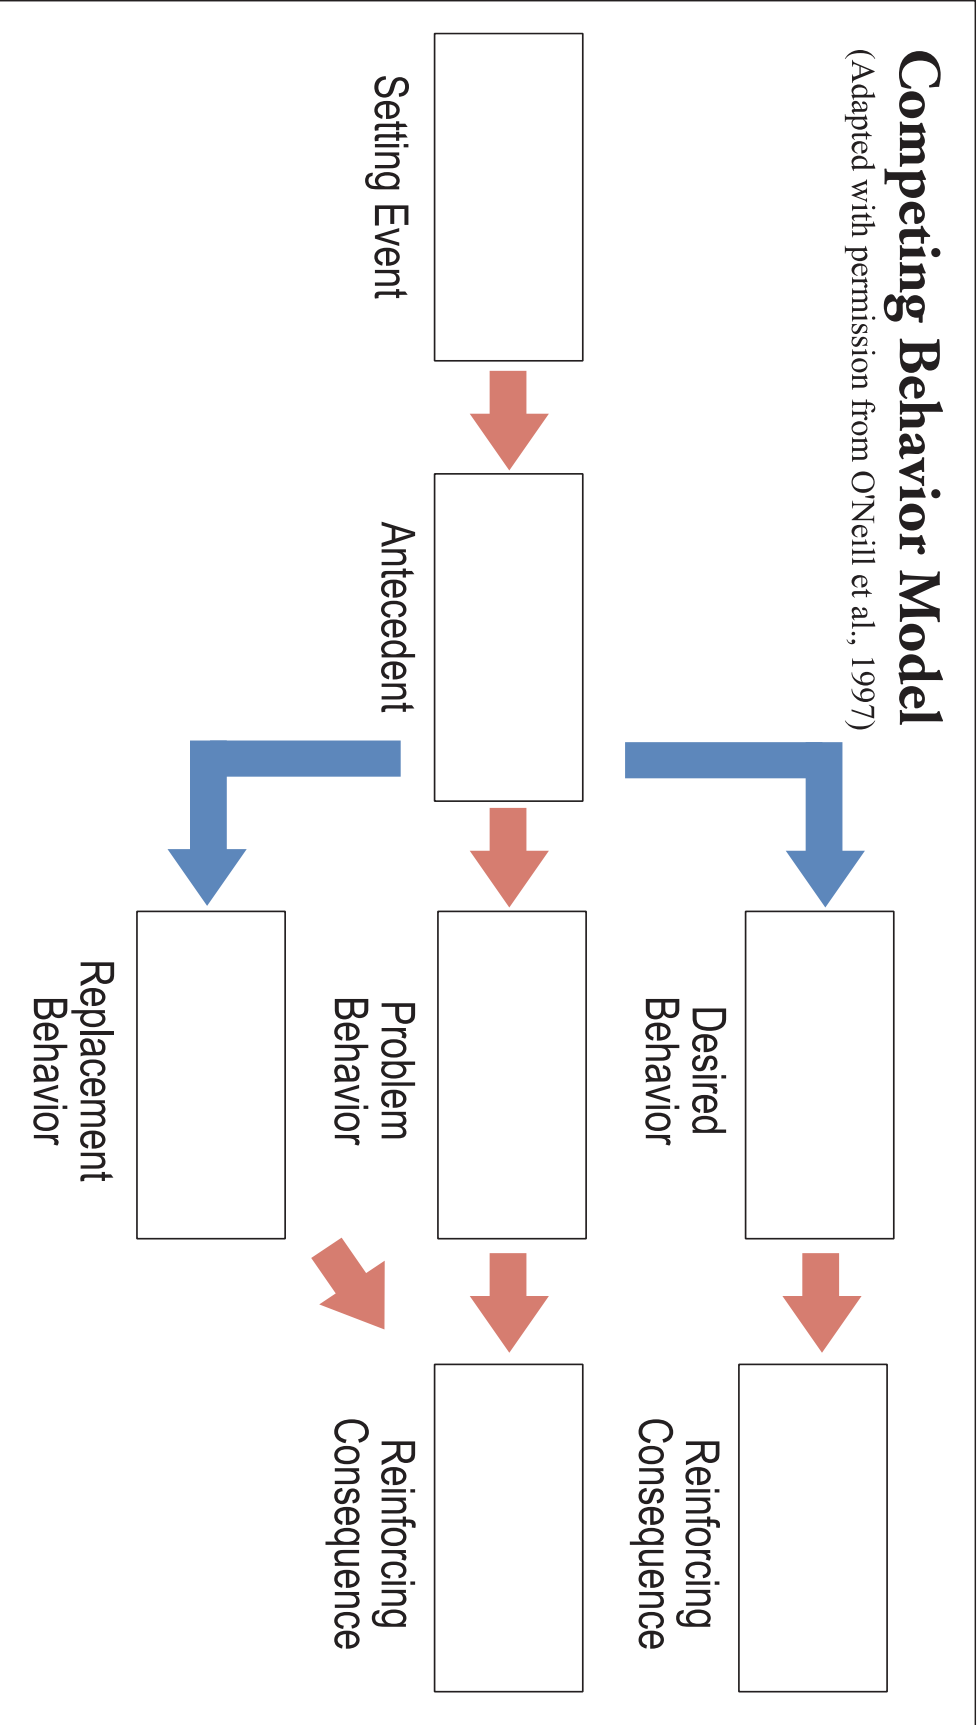 Competing Behavior Model
(Adapted with permission from O'Neill et al., 1997)
Desired
Behavior
Reinforcing
Consequence
Setting Event
Antecedent
Problem
Behavior
Reinforcing
Consequence
Replacement
Behavior